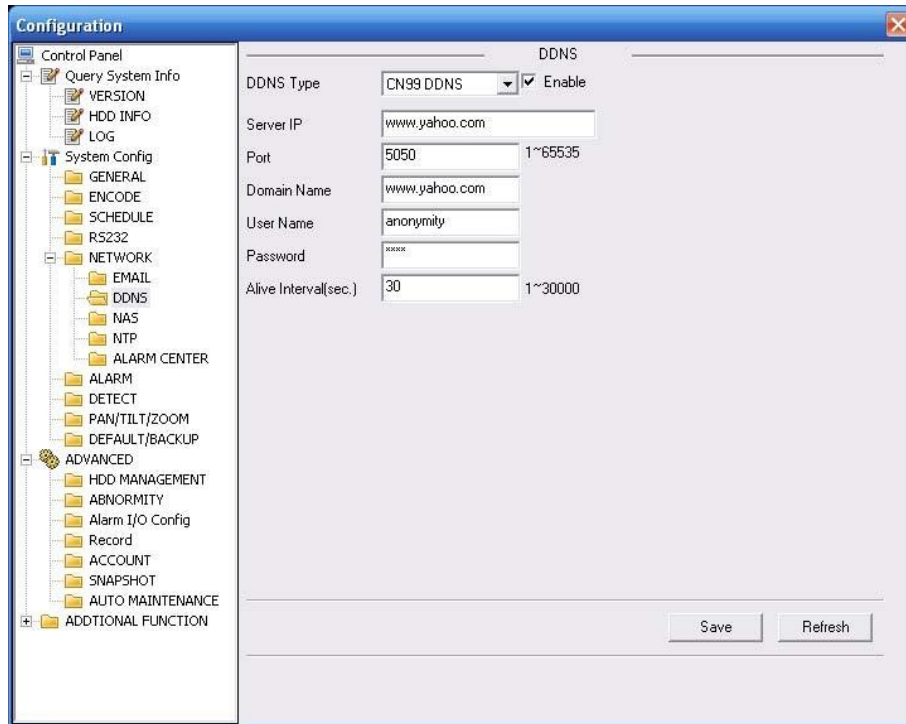 Configuration
Control Panel
Query System Info
VERSION
HDD INFO
LOG
System Config
GENERAL
ENCODE
SCHEDULE
RS232
NETWORK
EMAIL
DDNS
NAS
NTP
ALARM CENTER
ALARM
DETECT
PAN/TILT/ZOOM
DEFAULT/BACKUP
ADVANCED
HDD MANAGEMENT
ABNORMITY
Alarm I/O Config
Record
ACCOUNT
SNAPSHOT
AUTO MAINTENANCE
ADDTIONAL FUNCTION
DDNS
DDNS Type CN99 DDNS Enable
Server IP www.yahoo.com
Port 5050 1~65535
Domain Name www.yahoo.com
User Name anonymity
Password ****
Alive Interval(sec.) 30 1~30000
Save Refresh